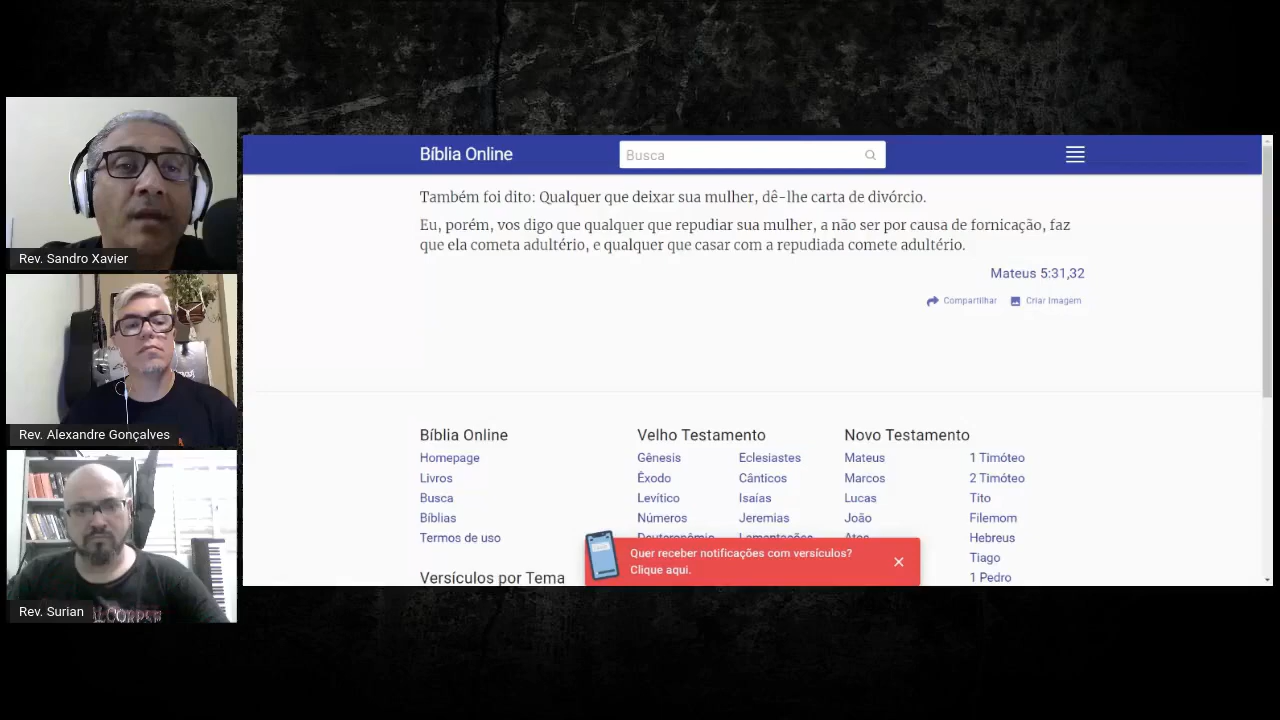 Rev. Sandro Xavier
Rev. Alexandre Gonçalves
Rev. Surian
Bíblia Online
Busca
Também foi dito: Qualquer que deixar sua mulher, dê-lhe carta de divórcio.
Eu, porém, vos digo que qualquer que repudiar sua mulher, a não ser por causa de fornicação, faz
que ela cometa adultério, e qualquer que casar com a repudiada comete adultério.
Mateus 5:31,32
Compartilhar Criar Imagem
Bíblia Online
Homepage
Livros
Busca
Bíblias
Termos de uso
Versículos por Tema
Velho Testamento
Gênesis Eclesiastes
Êxodo Cânticos
Levítico Isaías
Números Jeremias
Deuteronômio Lamentações
Novo Testamento
Mateus 1 Timóteo
Marcos 2 Timóteo
Lucas Tito
João Filemom
Atos Hebreus
Tiago
1 Pedro
Quer receber notificações com versículos?
Clique aqui.